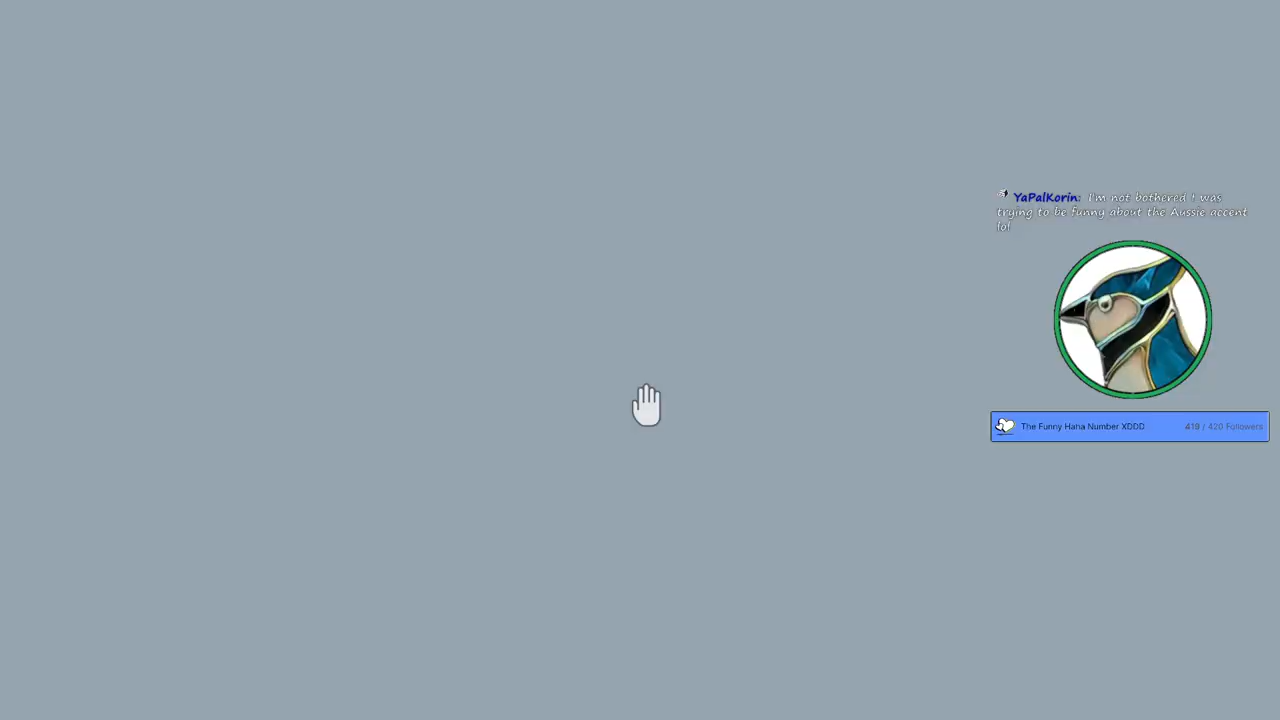 YaPalKorin: I'm not bothered I was
trying to be funny about the Aussie accent
lol
The Funny Haha Number XDDD 419 / 420 Followers